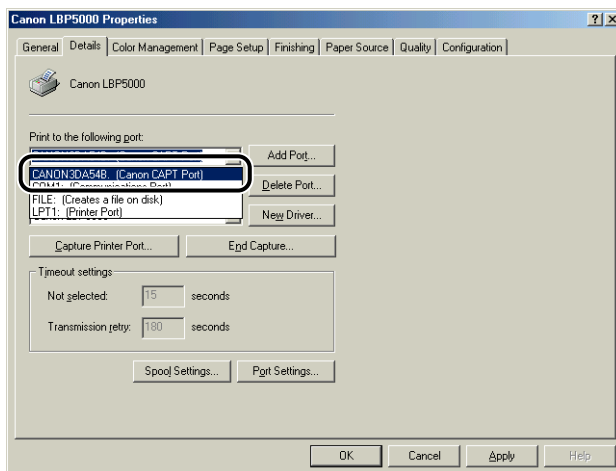 Canon LBP5000 Properties
General Details Color Management Page Setup Finishing Paper Source Quality Configuration
Canon LBP5000
Print to the following port:
Add Port...
CANON3DA54B. (Canon CAPT Port)
COM1: (Communications Port)
Delete Port...
FILE: (Creates a file on disk)
LPT1: (Printer Port)
New Driver...
Capture Printer Port... End Capture...
Timeout settings
Not selected: 15 seconds
Transmission retry: 180 seconds
Spool Settings... Port Settings...
OK Cancel Apply Help